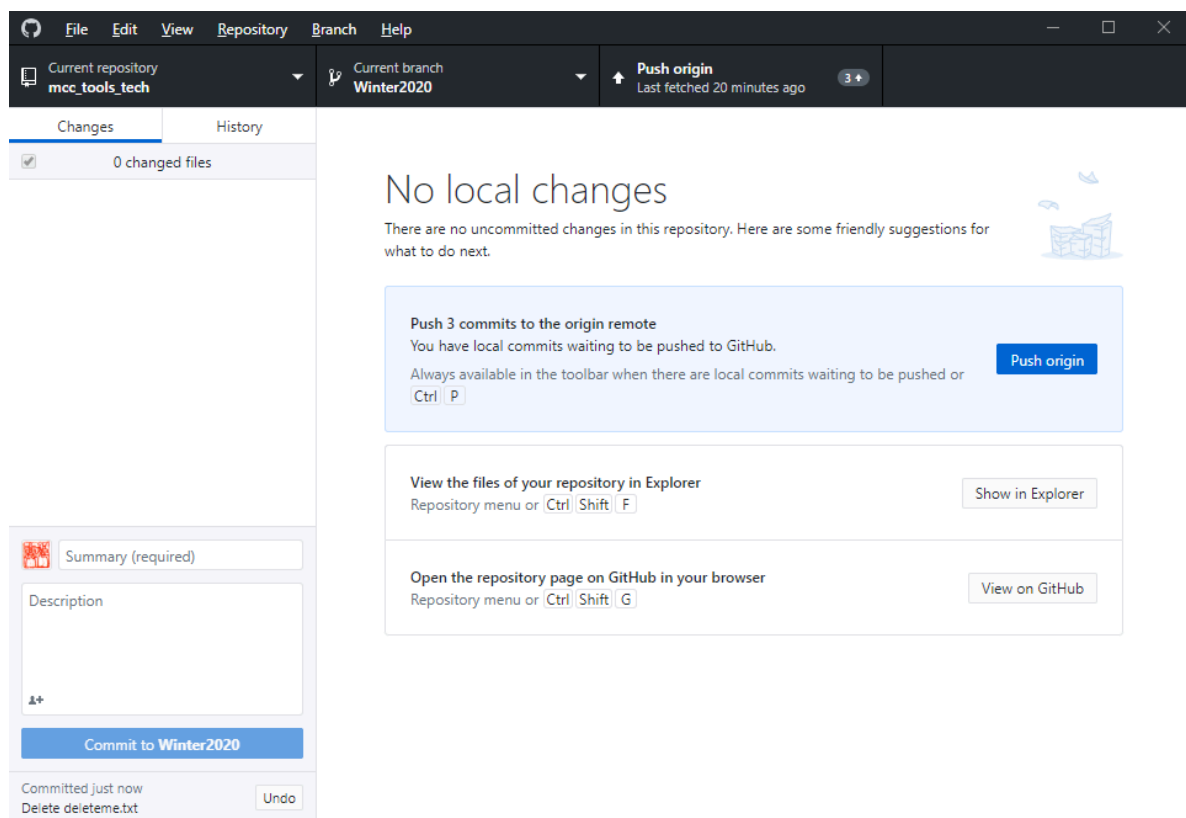 File Edit View Repository Branch Help
Current repository
mcc_tools_tech
Current branch
Winter2020
Push origin
Last fetched 20 minutes ago
3
Changes
History
0 changed files
No local changes
There are no uncommitted changes in this repository. Here are some friendly suggestions for
what to do next.
Push 3 commits to the origin remote
You have local commits waiting to be pushed to GitHub.
Always available in the toolbar when there are local commits waiting to be pushed or
Ctrl P
Push origin
View the files of your repository in Explorer
Repository menu or Ctrl Shift F
Show in Explorer
Open the repository page on GitHub in your browser
Repository menu or Ctrl Shift G
View on GitHub
Summary (required)
Description
Commit to Winter2020
Committed just now
Delete deleteme.txt
Undo